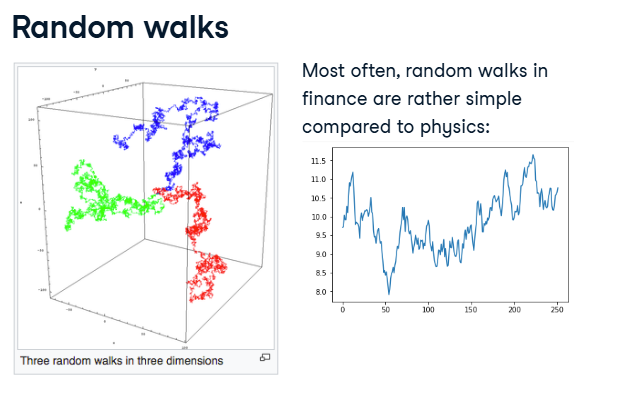 Random walks
Three random walks in three dimensions
Most often, random walks in
finance are rather simple
compared to physics:
11.5
11.0
10.5
10.0
9.5
9.0
8.5
8.0
0
50
100
150
200
250